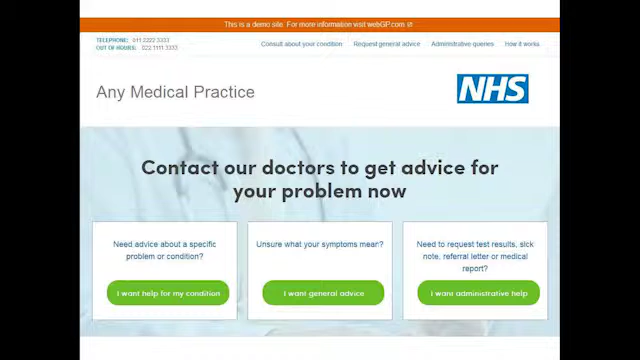 This is a demo site. For more information visit webGP.com
TELEPHONE: 611 2222 3333
OUT OF HOURS: 022 1111 3333
Consult about your condition
Request general advice
Administrative queries
How it works
Any Medical Practice
NHS
Contact our doctors to get advice for
your problem now
Need advice about a specific
problem or condition?
I want help for my condition
Unsure what your symptoms mean?
I want general advice
Need to request test results, sick
note, referral letter or medical
report?
I want administrative help